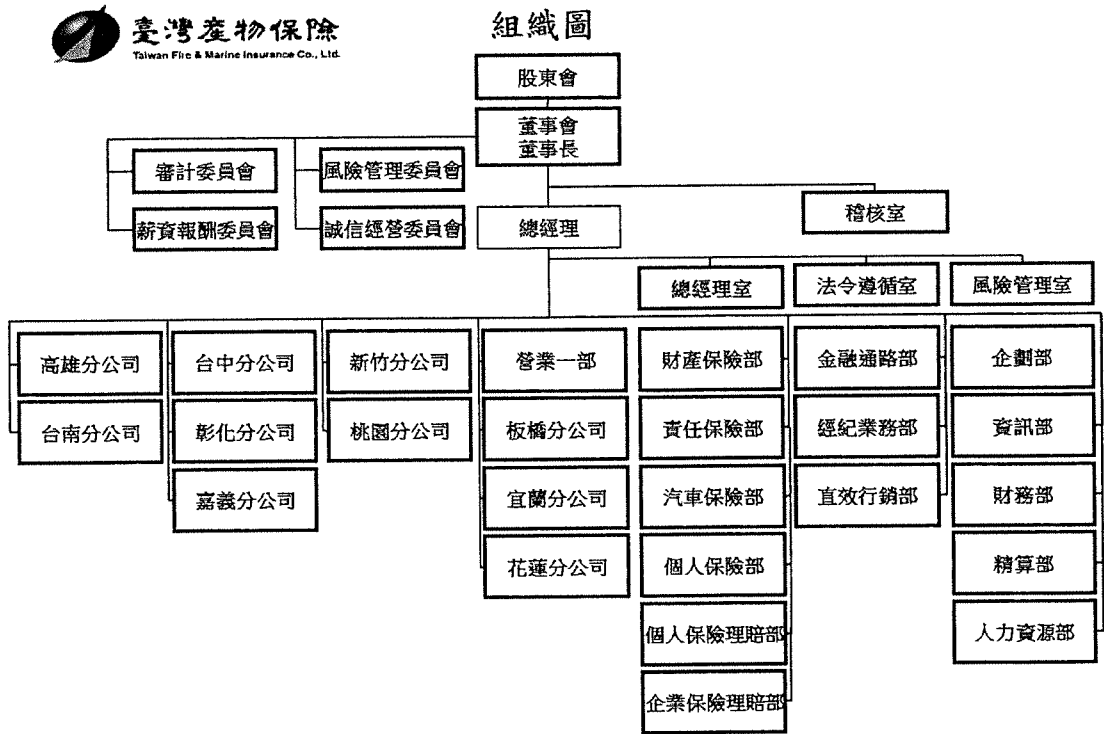 臺灣產物保險
Taiwan Fire & Marine Insurance Co., Ltd.
組織圖
股東會
董事會
董事長
審計委員會
風險管理委員會
薪資報酬委員會
誠信經營委員會
總經理
稽核室
總經理室
法令遵循室
風險管理室
高雄分公司
台中分公司
新竹分公司
營業一部
財產保險部
金融通路部
企劃部
台南分公司
彰化分公司
桃園分公司
板橋分公司
責任保險部
經紀業務部
資訊部
嘉義分公司
宜蘭分公司
汽車保險部
直效行銷部
財務部
花蓮分公司
個人保險部
精算部
個人保險理賠部
人力資源部
企業保險理賠部